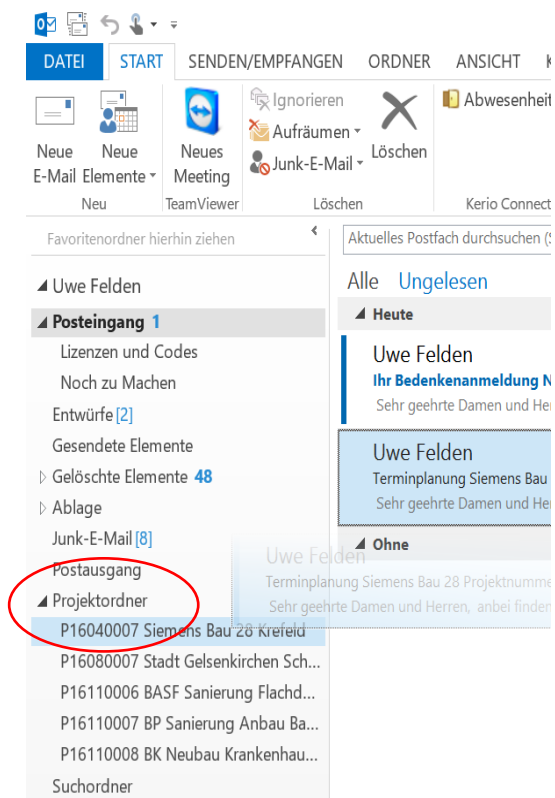 DATEI START SENDEN/EMPFANGEN ORDNER ANSICHT
Neue E-Mail
Neue Elemente
Neues Meeting
Ignorieren
Aufräumen
Junk-E-Mail
Löschen
Abwesenheit
Neu TeamViewer Löschen Kerio Connect
Favoritenordner hierhin ziehen
Aktuelles Postfach durchsuchen (S
Uwe Felden
Alle Ungelesen
Posteingang 1
Lizenzen und Codes
Noch zu Machen
Entwürfe [2]
Gesendete Elemente
Gelöschte Elemente 48
Ablage
Junk-E-Mail [8]
Postausgang
Projektordner
P16040007 Siemens Bau 28 Krefeld
P16080007 Stadt Gelsenkirchen Sch...
P16110006 BASF Sanierung Flachd...
P16110007 BP Sanierung Anbau Ba...
P16110008 BK Neubau Krankenhau...
Suchordner
Heute
Uwe Felden
Ihr Bedenkenanmeldung N
Sehr geehrte Damen und Her
Uwe Felden
Terminplanung Siemens Bau
Sehr geehrte Damen und Her
Ohne
Uwe Felden
Terminplanung Siemens Bau 28 Projektnumme
Sehr geehrte Damen und Herren, anbei finden